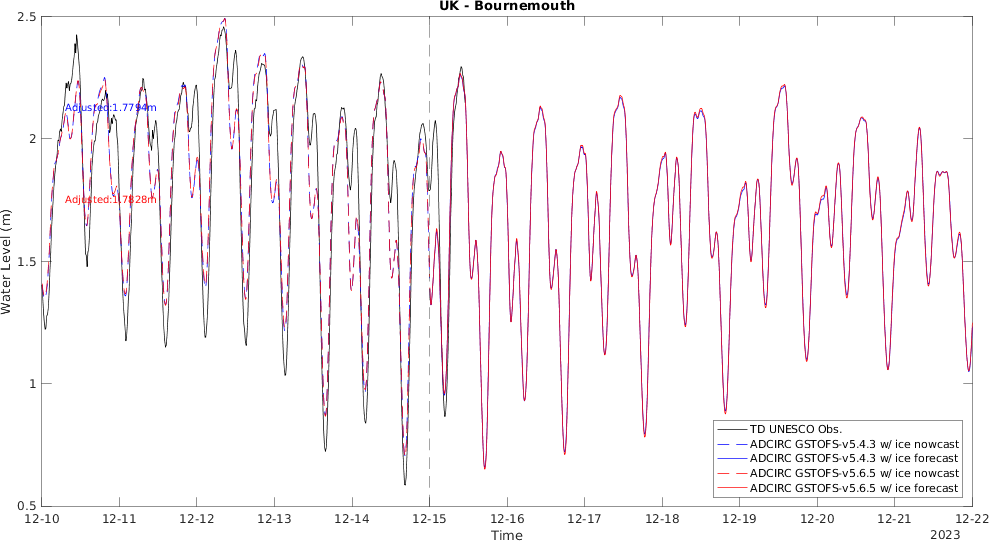 UK - Bournemouth
2.5
2
1.5
1
0.5
Water Level (m)
Adjusted:1.7794m
Adjusted:1.7828m
TD UNESCO Obs.
ADCIRC GSTOFS-v5.4.3 w/ ice nowcast
ADCIRC GSTOFS-v5.4.3 w/ ice forecast
ADCIRC GSTOFS-v5.6.5 w/ ice nowcast
ADCIRC GSTOFS-v5.6.5 w/ ice forecast
12-10 12-11 12-12 12-13 12-14 12-15 12-16 12-17 12-18 12-19 12-20 12-21 12-22
Time
2023